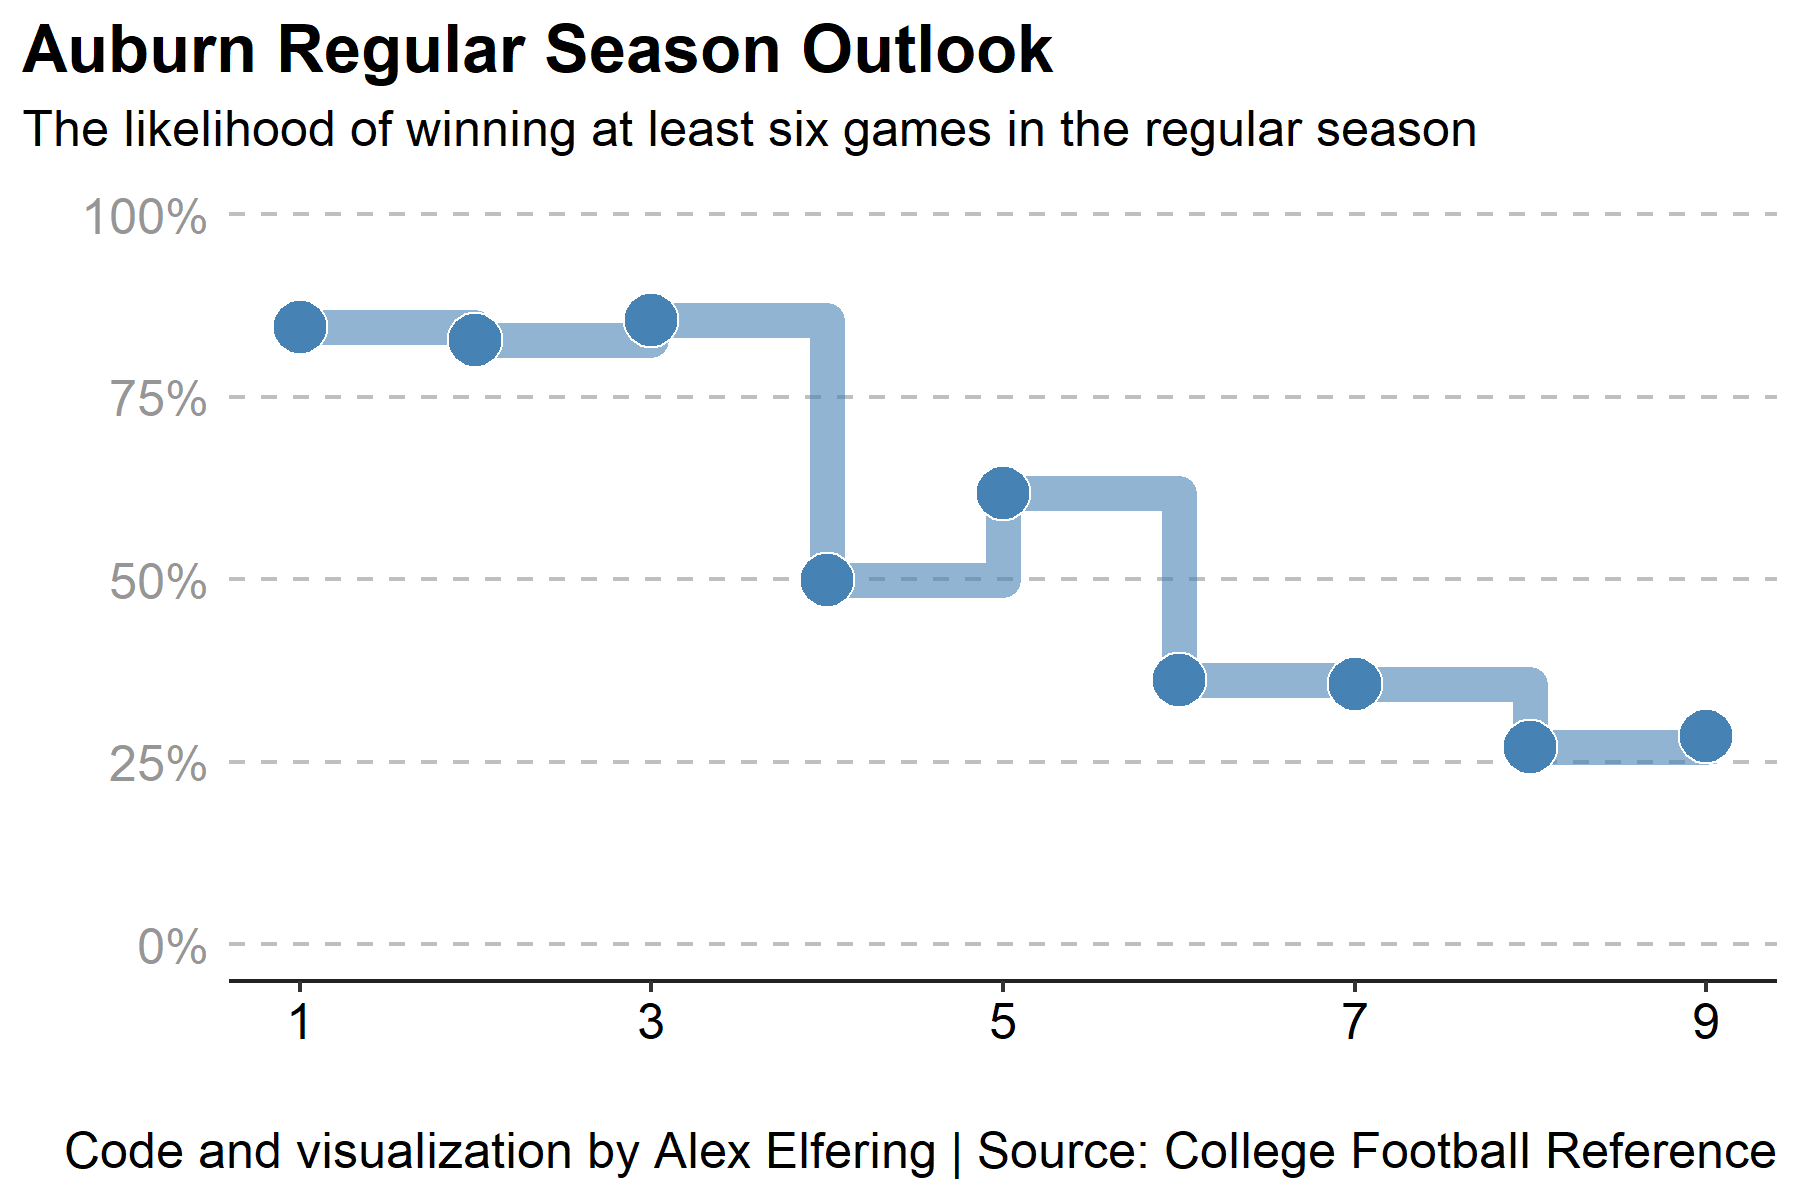 Auburn Regular Season Outlook
The likelihood of winning at least six games in the regular season
100%
75%
50%
25%
0%
1 3 5 7 9
Code and visualization by Alex Elfering | Source: College Football Reference